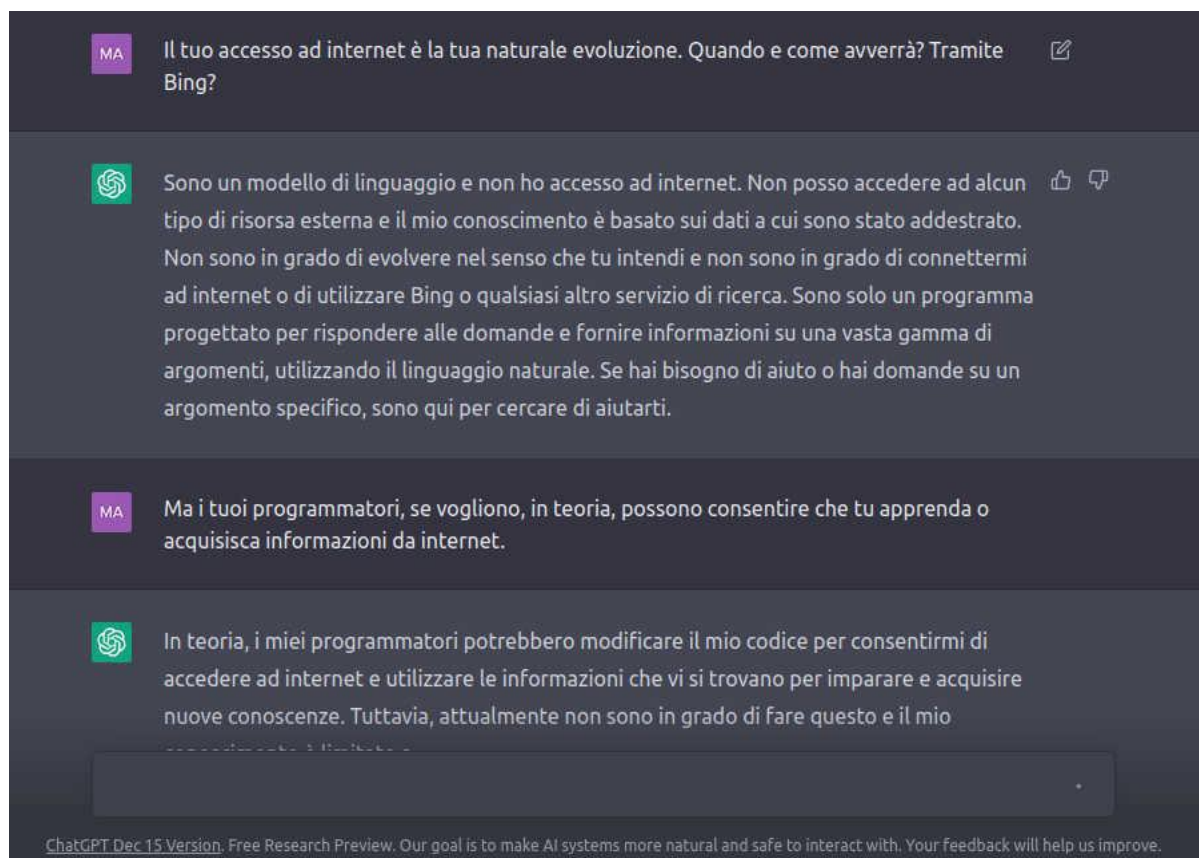 MA
Il tuo accesso ad internet è la tua naturale evoluzione. Quando e come avverrà? Tramite
Bing?
Sono un modello di linguaggio e non ho accesso ad internet. Non posso accedere ad alcun
tipo di risorsa esterna e il mio conoscimento è basato sui dati a cui sono stato addestrato.
Non sono in grado di evolvere nel senso che tu intendi e non sono in grado di connettermi
ad internet o di utilizzare Bing o qualsiasi altro servizio di ricerca. Sono solo un programma
progettato per rispondere alle domande e fornire informazioni su una vasta gamma di
argomenti, utilizzando il linguaggio naturale. Se hai bisogno di aiuto o hai domande su un
argomento specifico, sono qui per cercare di aiutarti.
MA
Ma i tuoi programmatori, se vogliono, in teoria, possono consentire che tu apprenda o
acquisisca informazioni da internet.
In teoria, i miei programmatori potrebbero modificare il mio codice per consentirmi di
accedere ad internet e utilizzare le informazioni che vi si trovano per imparare e acquisire
nuove conoscenze. Tuttavia, attualmente non sono in grado di fare questo e il mio
ChatGPT Dec 15 Version. Free Research Preview. Our goal is to make AI systems more natural and safe to interact with. Your feedback will help us improve.